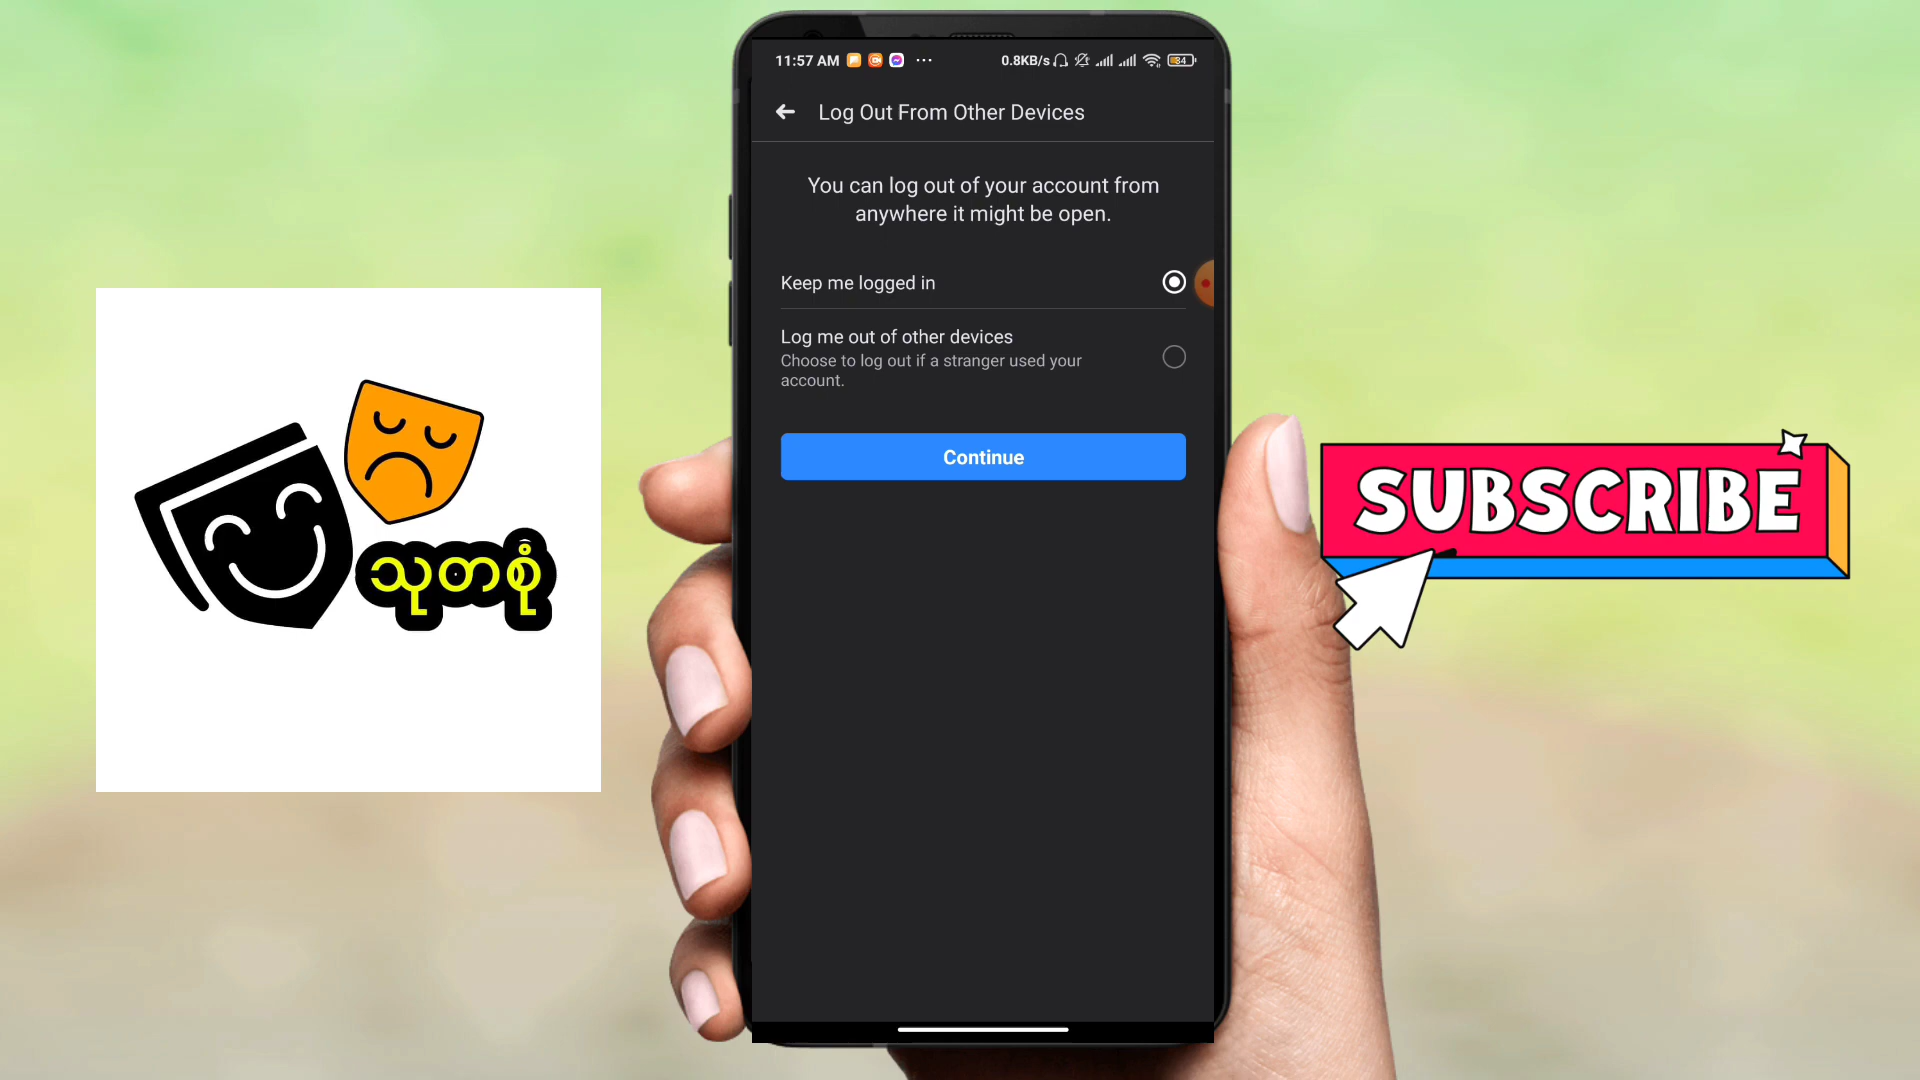 11:57 AM
0.8KB/s
84
Log Out From Other Devices
You can log out of your account from
anywhere it might be open.
Keep me logged in
Log me out of other devices
Choose to log out if a stranger used your
account.
Continue
သုတစုံ
SUBSCRIBE